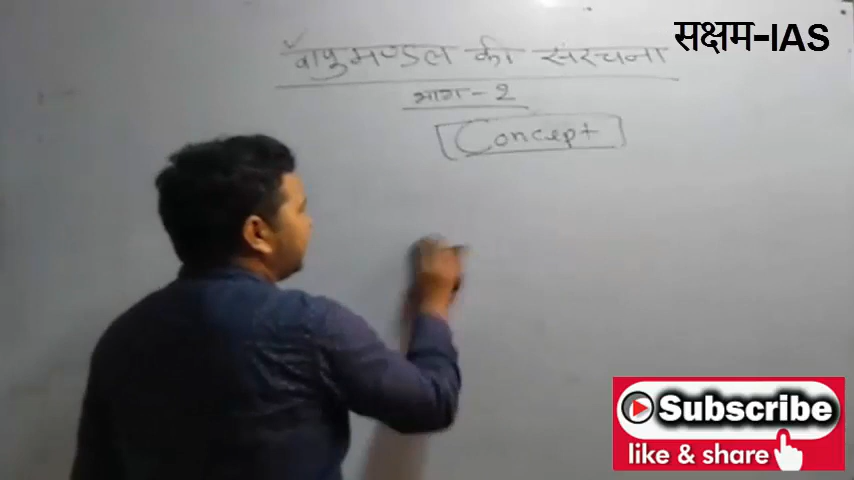 सक्षम-IAS
वायुमण्डल की संरचना
भाग-2
Concept
Subscribe
like & share